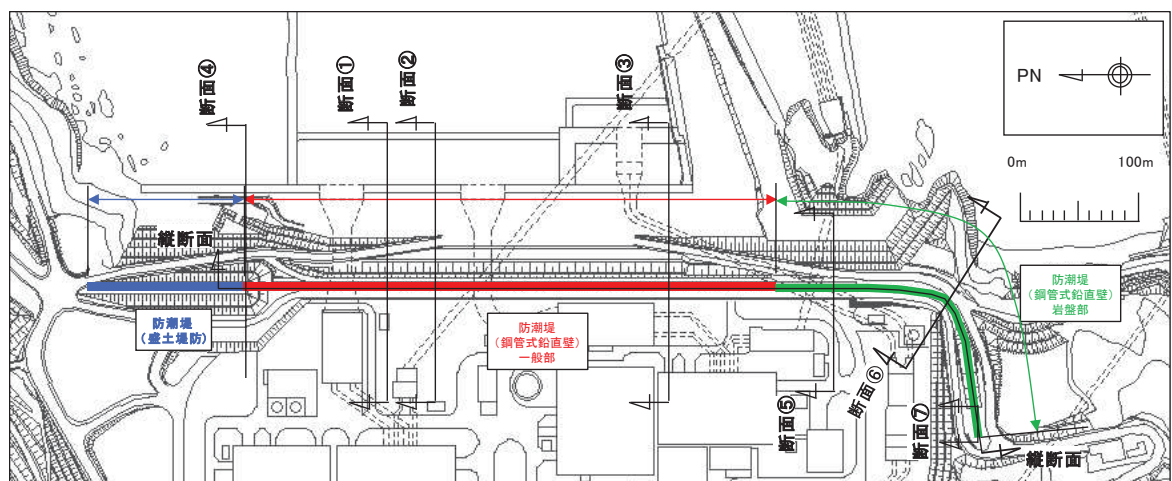 断面④
断面①
断面②
断面③
PN
0m
100m
縦断面
防潮堤
(盛土堤防)
防潮堤
(鋼管式鉛直壁)
一般部
防潮堤
(鋼管式鉛直壁)
岩盤部
断面⑤
断面⑥
断面⑦
縦断面